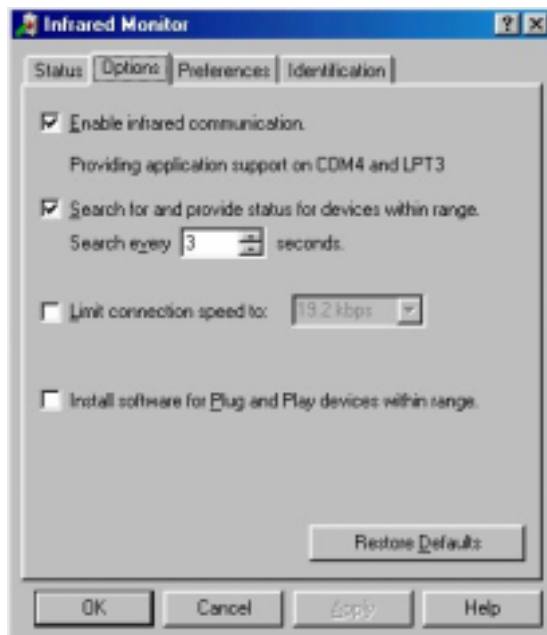 Infrared Monitor
Status Options Preferences Identification
Enable infrared communication.
Providing application support on COM4 and LPT3
Search for and provide status for devices within range.
Search every 3 seconds.
Limit connection speed to: 19.2 kbps
Install software for Plug and Play devices within range.
Restore Defaults
OK Cancel Apply Help